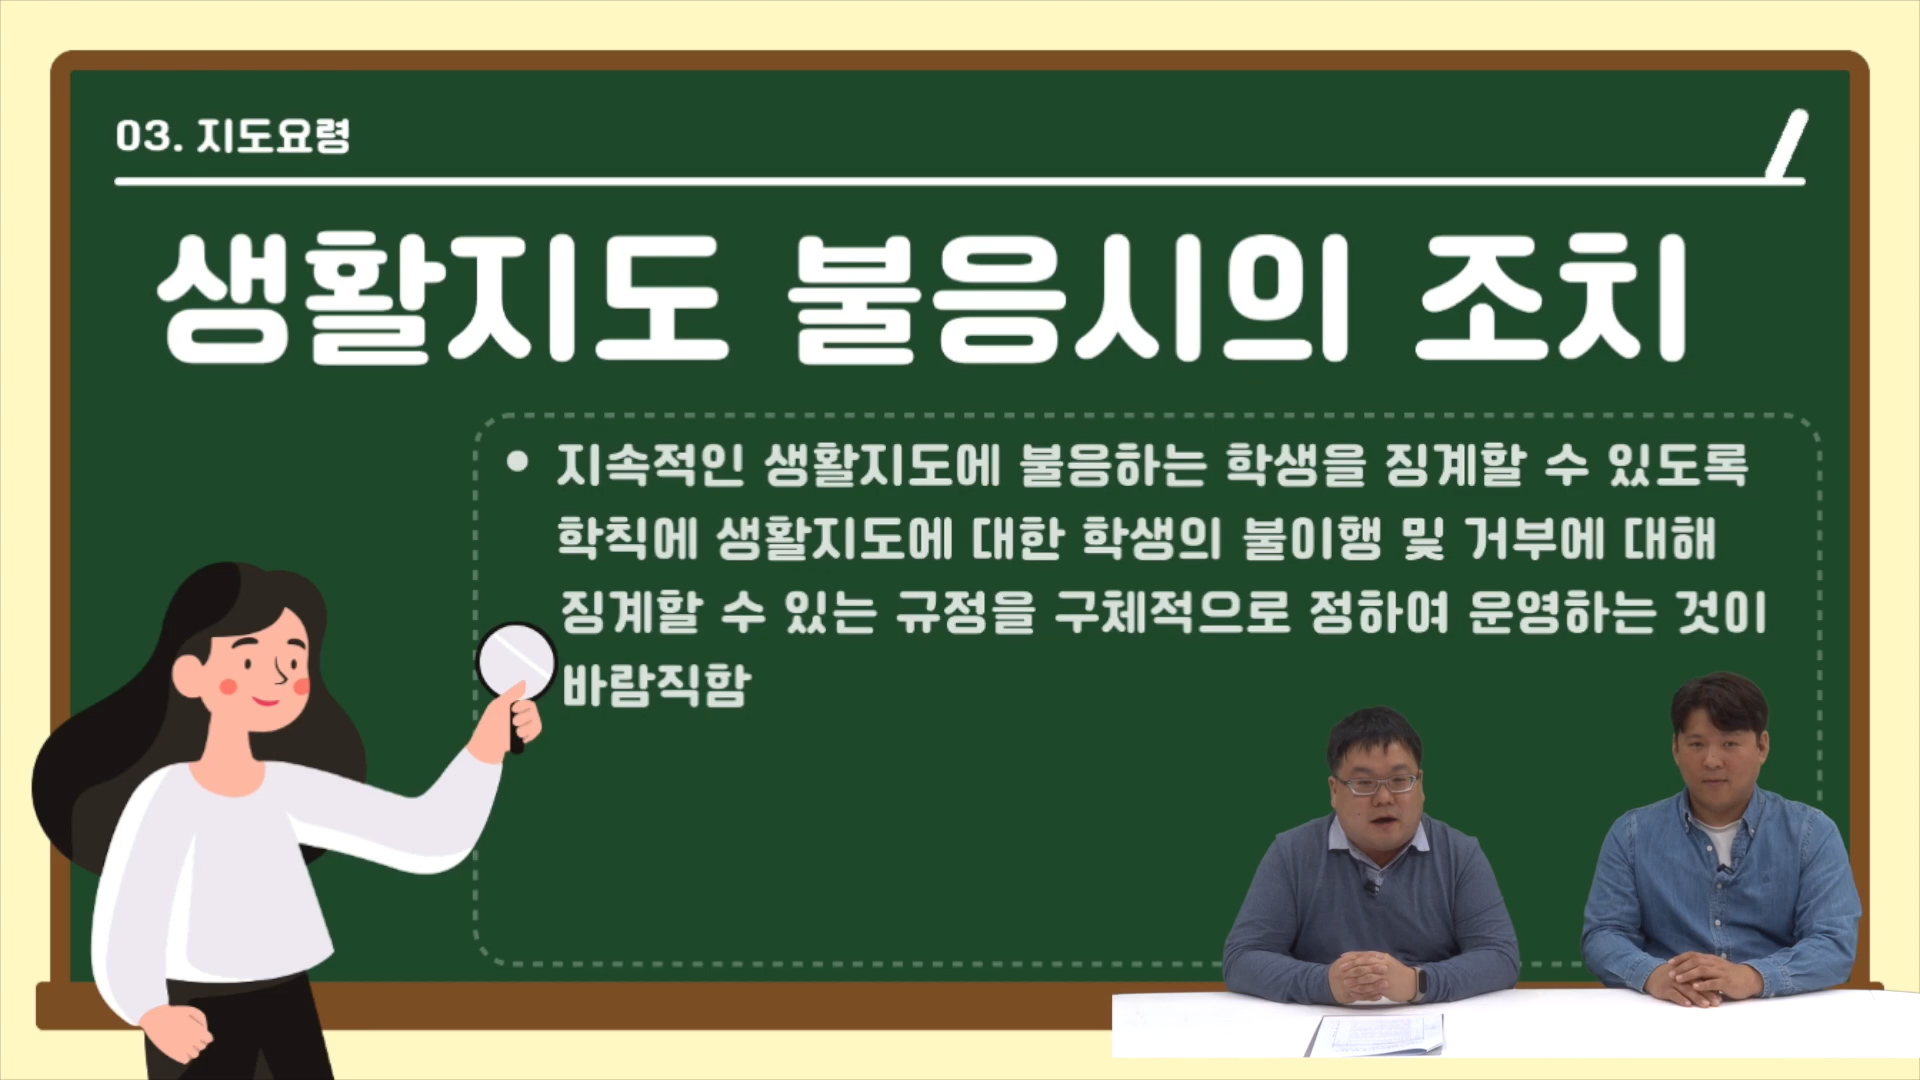 03. 지도요령
생활지도 불응시의 조치
• 지속적인 생활지도에 불응하는 학생을 징계할 수 있도록
학칙에 생활지도에 대한 학생의 불이행 및 거부에 대해
징계할 수 있는 규정을 구체적으로 정하여 운영하는 것이
바람직함